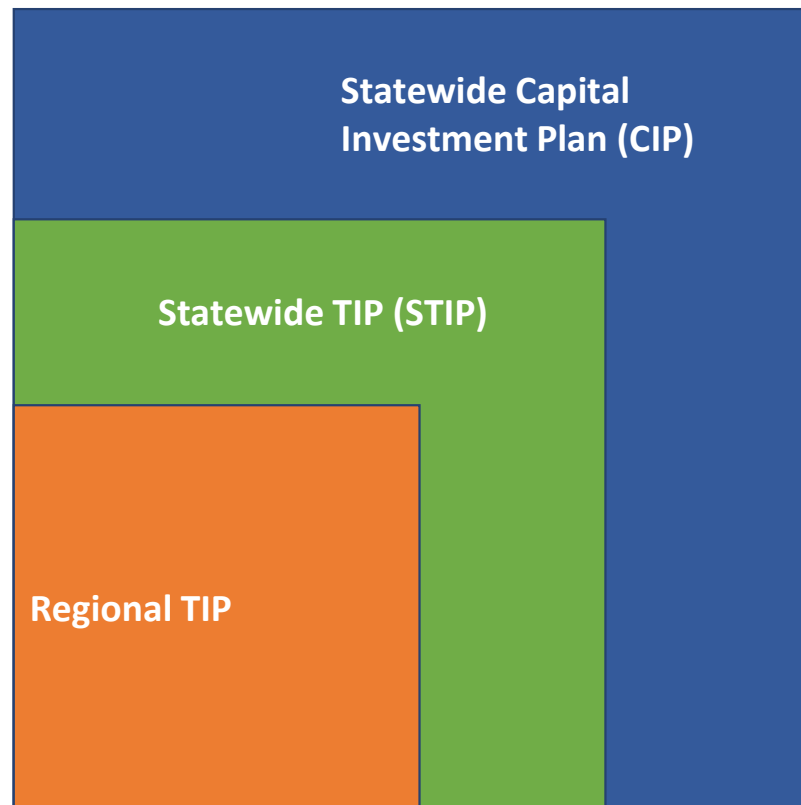 Statewide Capital
Investment Plan (CIP)
Statewide TIP (STIP)
Regional TIP